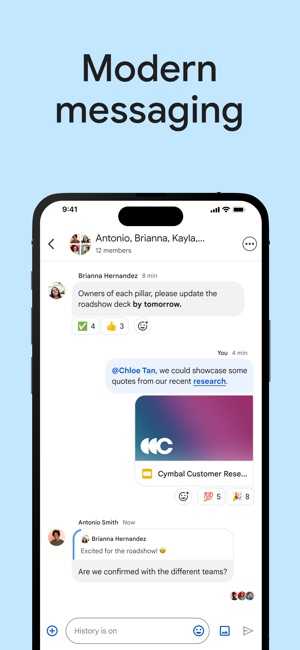 Modern
messaging
9:41
Antonio, Brianna, Kayla,...
12 members
Brianna Hernandez 8 min
Owners of each pillar, please update the
roadshow deck by tomorrow.
✅ 4 👍 3
You 4 min
@Chloe Tan, we could showcase some
quotes from our recent research.
Cymbal Customer Rese...
💯 5 🎉 8
Antonio Smith Now
Brianna Hernandez
Excited for the roadshow! 😄
Are we confirmed with the different teams?
History is on